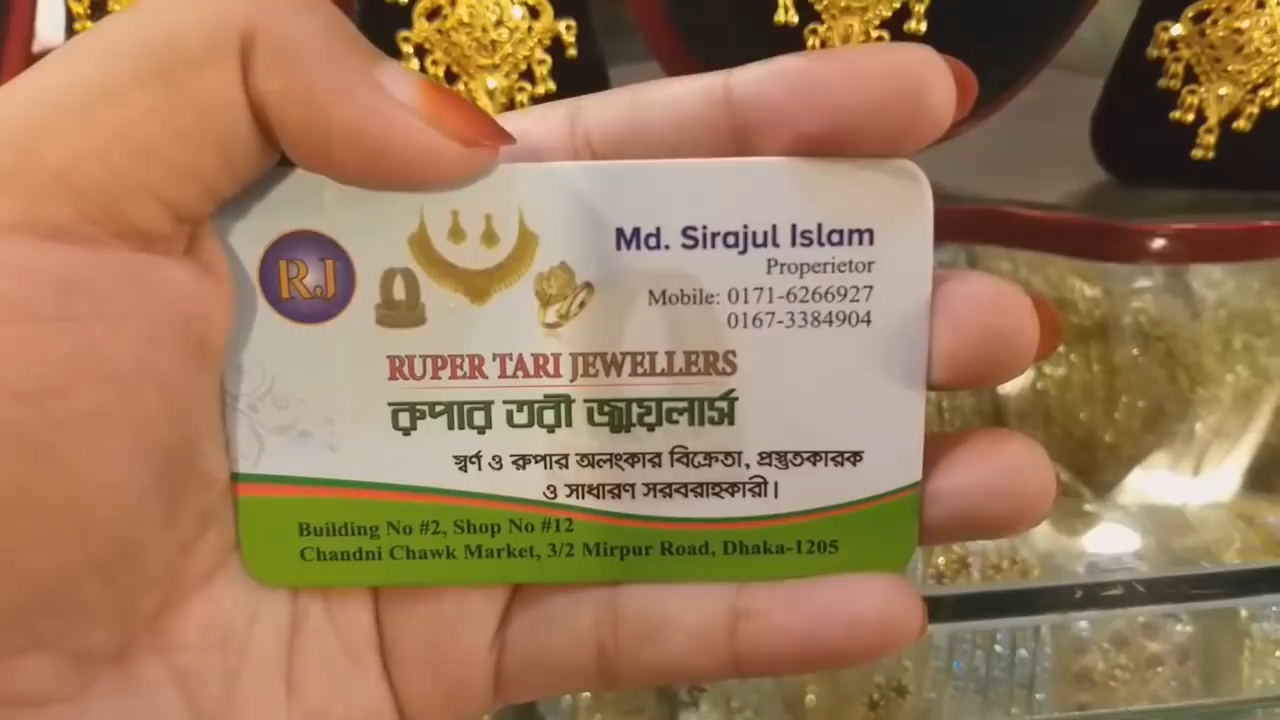 RJ
Md. Sirajul Islam
Properietor
Mobile: 0171-6266927
0167-3384904
RUPER TARI JEWELLERS
রুপার তরী জুয়েলার্স
স্বর্ণ ও রুপার অলংকার বিক্রেতা, প্রস্তুতকারক
ও সাধারণ সরবরাহকারী।
Building No #2, Shop No #12
Chandni Chawk Market, 3/2 Mirpur Road, Dhaka-1205